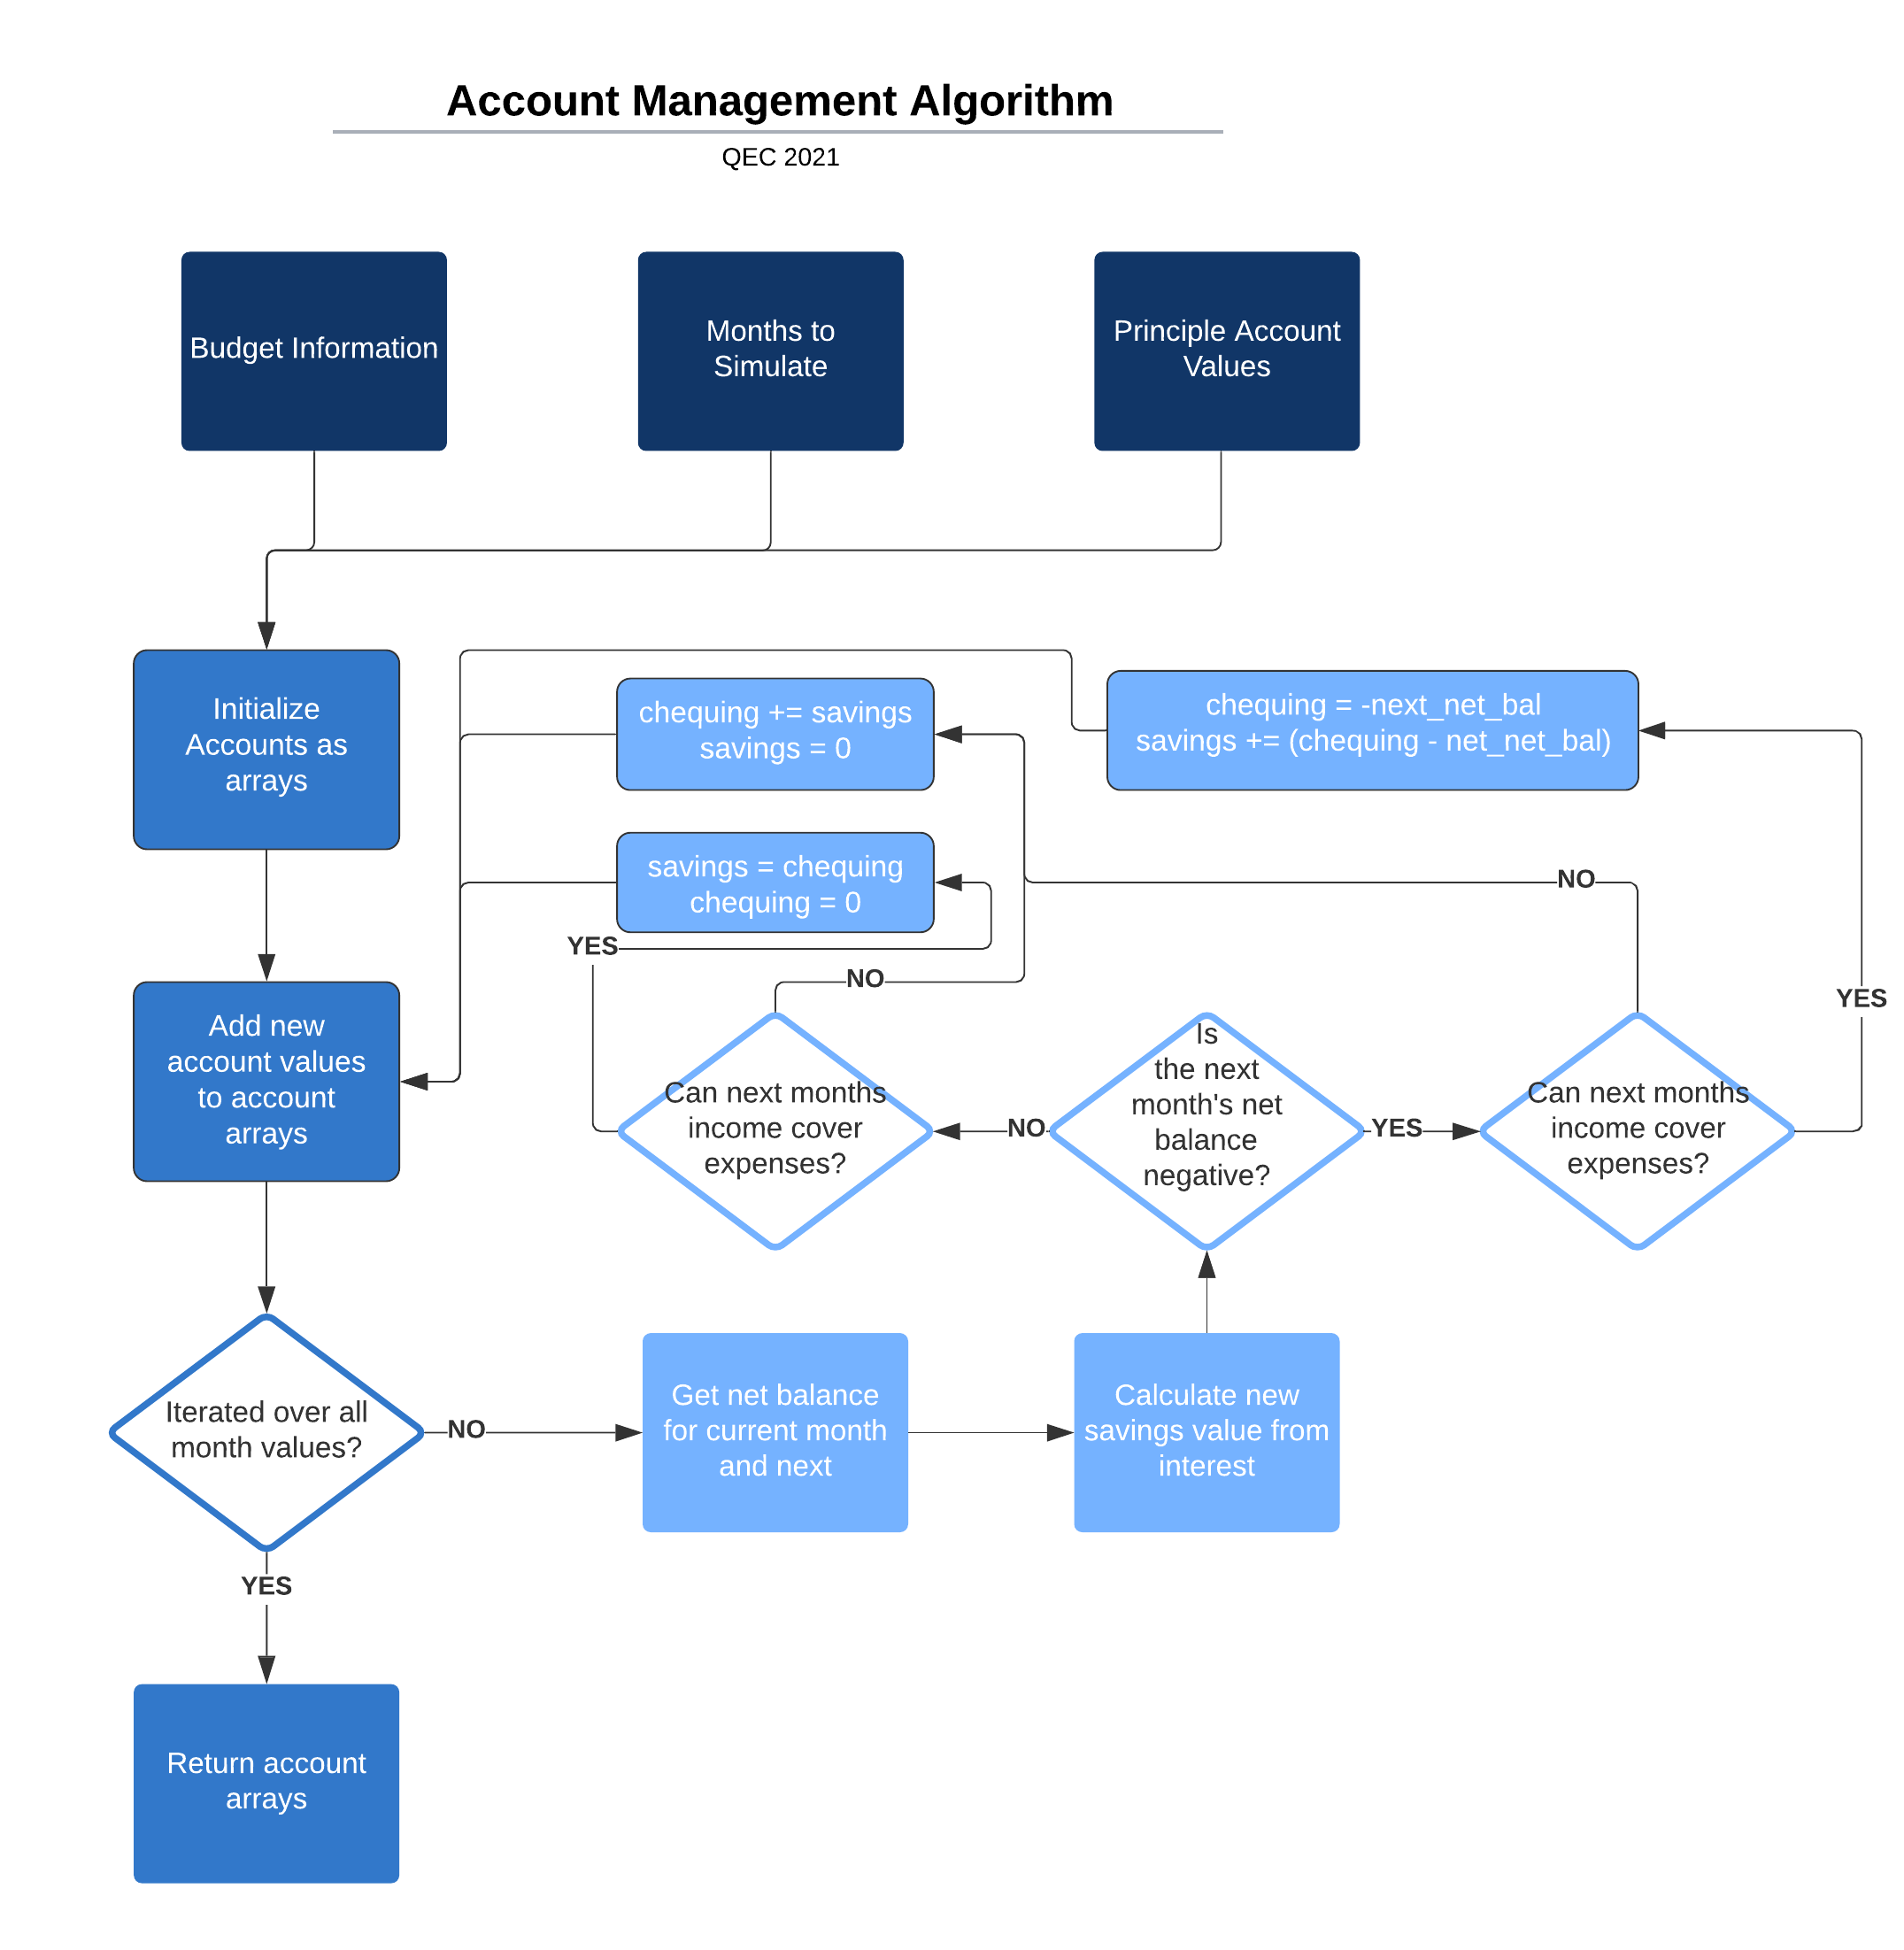 Account Management Algorithm
QEC 2021
Budget Information
Months to
Simulate
Principle Account
Values
Initialize
Accounts as
arrays
chequing += savings
savings = 0
chequing = -next_net_bal
savings += (chequing - net_net_bal)
savings = chequing
chequing = 0
NO
YES
NO
YES
Add new
account values
to account
arrays
Can next months
income cover
expenses?
NO
Is
the next
month's net
balance
negative?
YES
Can next months
income cover
expenses?
Iterated over all
month values?
NO
Get net balance
for current month
and next
Calculate new
savings value from
interest
YES
Return account
arrays